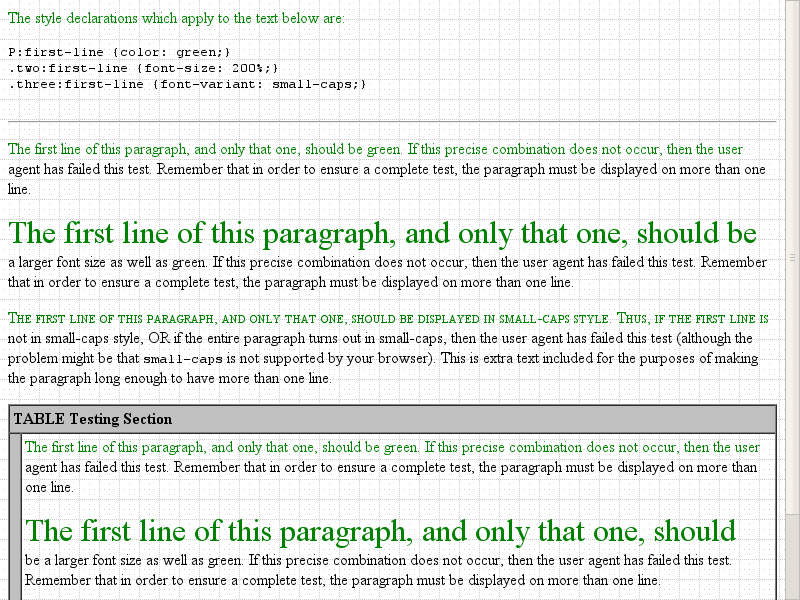 The style declarations which apply to the text below are:
P:first-line {color: green;}
.two:first-line {font-size: 200%;}
.three:first-line {font-variant: small-caps;}
The first line of this paragraph, and only that one, should be green. If this precise combination does not occur, then the user
agent has failed this test. Remember that in order to ensure a complete test, the paragraph must be displayed on more than one
line.
The first line of this paragraph, and only that one, should be
a larger font size as well as green. If this precise combination does not occur, then the user agent has failed this test. Remember
that in order to ensure a complete test, the paragraph must be displayed on more than one line.
The first line of this paragraph, and only that one, should be displayed in small-caps style. Thus, if the first line is
not in small-caps style, OR if the entire paragraph turns out in small-caps, then the user agent has failed this test (although the
problem might be that small-caps is not supported by your browser). This is extra text included for the purposes of making
the paragraph long enough to have more than one line.
TABLE Testing Section
The first line of this paragraph, and only that one, should be green. If this precise combination does not occur, then the user
agent has failed this test. Remember that in order to ensure a complete test, the paragraph must be displayed on more than
one line.
The first line of this paragraph, and only that one, should
be a larger font size as well as green. If this precise combination does not occur, then the user agent has failed this test.
Remember that in order to ensure a complete test, the paragraph must be displayed on more than one line.